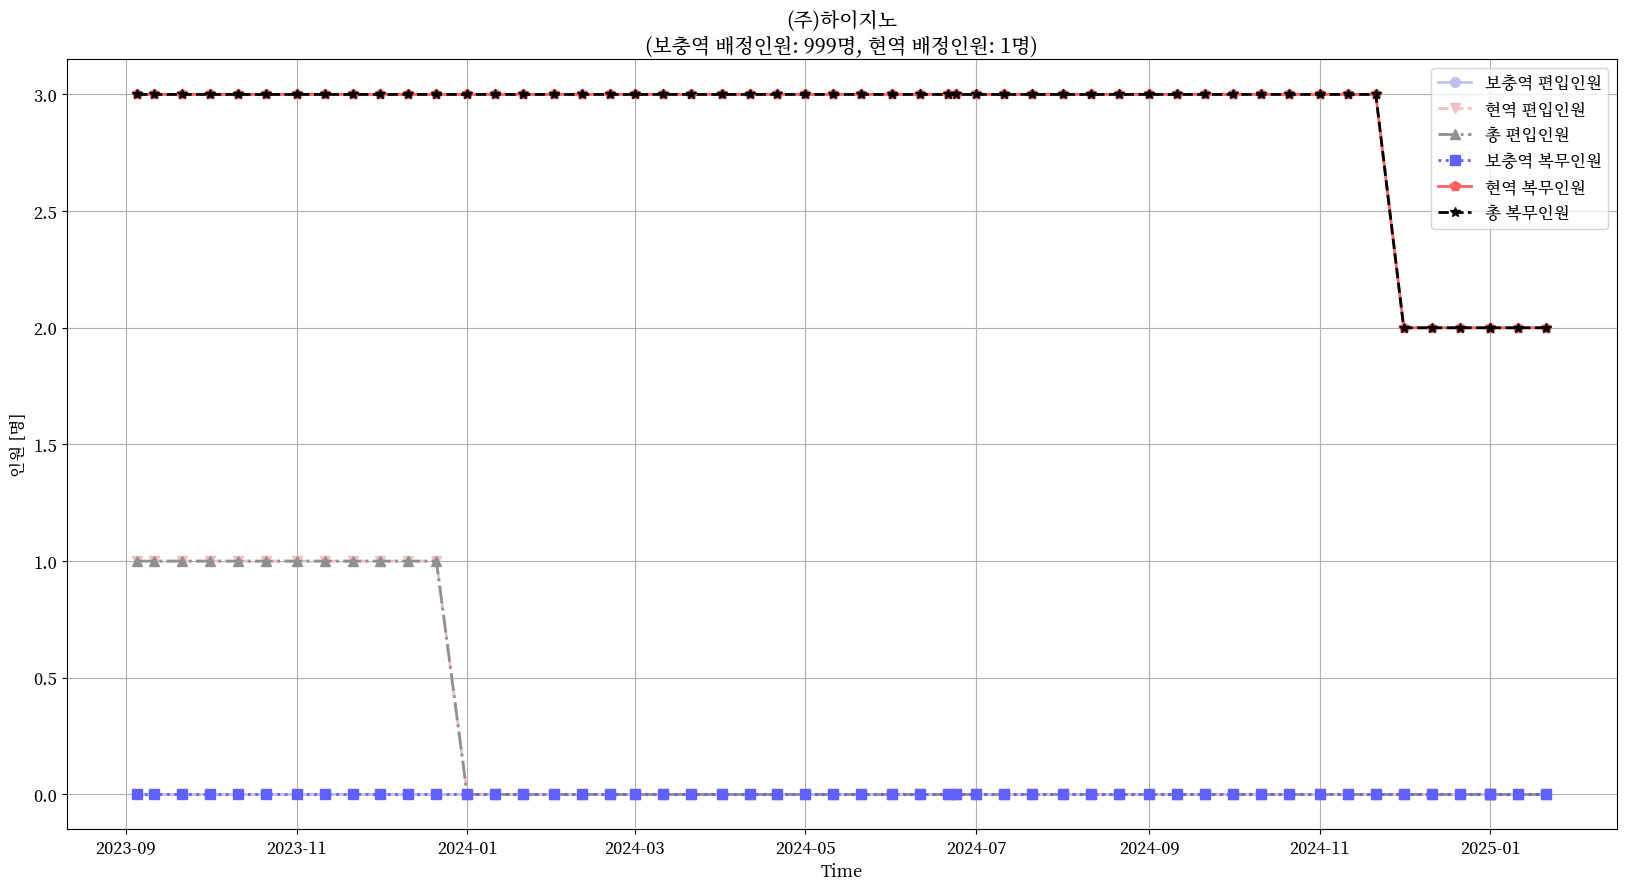 (주)하이지노
(보충역 배정인원: 999명, 현역 배정인원: 1명)
보충역 편입인원
현역 편입인원
총 편입인원
보충역 복무인원
현역 복무인원
총 복무인원
3.0
2.5
2.0
1.5
1.0
0.5
0.0
인원 [명]
2023-09
2023-11
2024-01
2024-03
2024-05
2024-07
2024-09
2024-11
2025-01
Time